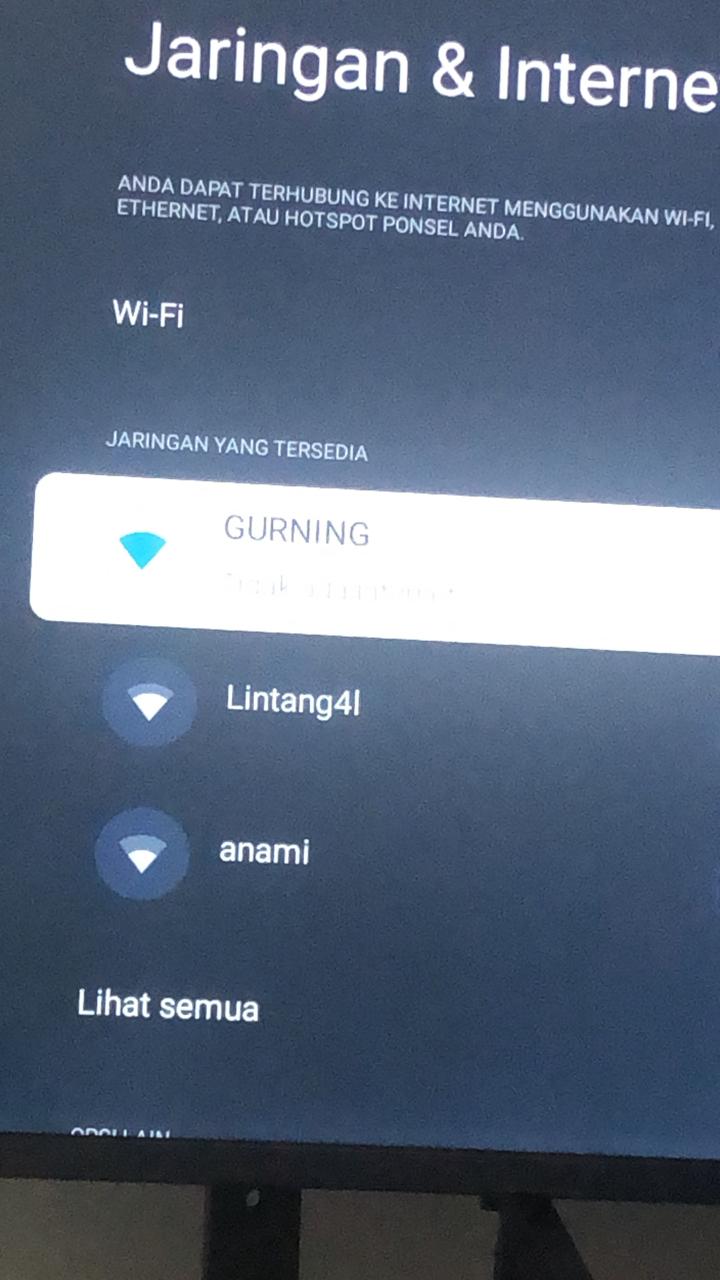 Jaringan & Interne
ANDA DAPAT TERHUBUNG KE INTERNET MENGGUNAKAN WI-FI,
ETHERNET, ATAU HOTSPOT PONSEL ANDA.
Wi-Fi
JARINGAN YANG TERSEDIA
GURNING
Tidak
Lintang4l
anami
Lihat semua